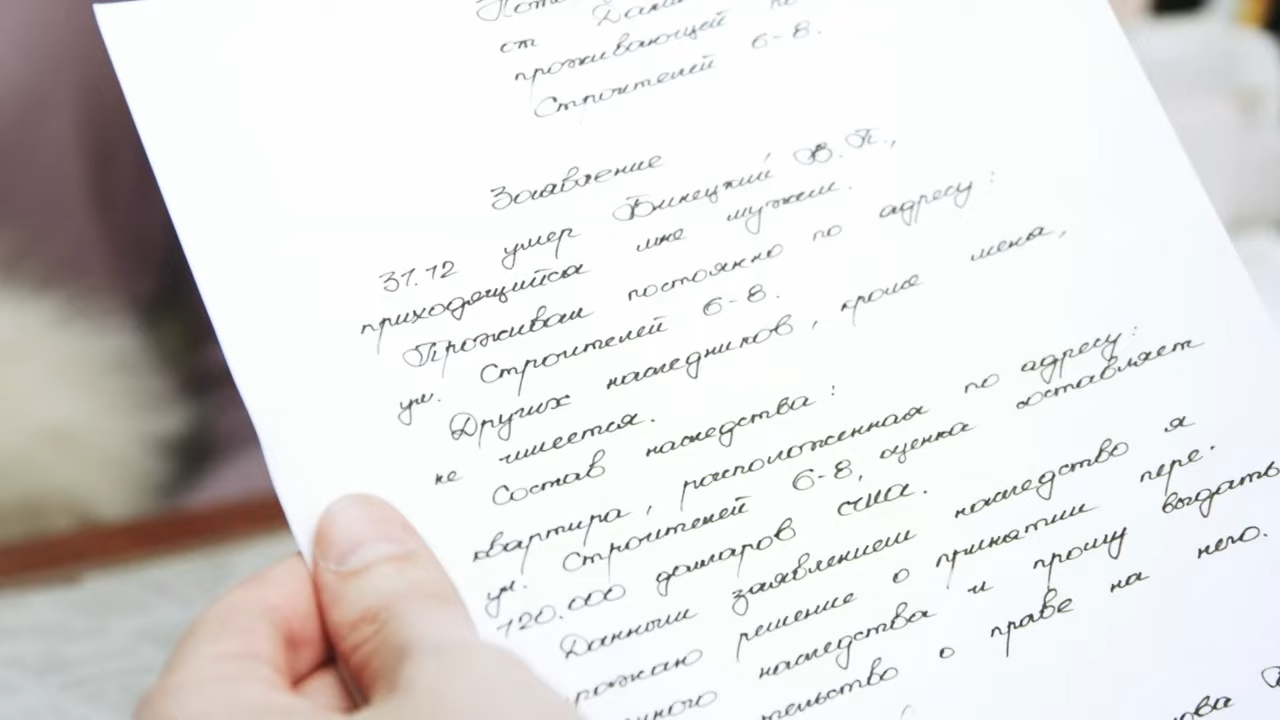 от
проживающей
Строителей 6-8.
Заявление
31.12 умер Бинецкий В.П.,
приходящийся мне мужем.
Проживал постоянно по адресу:
ул. Строителей 6-8.
Других наследников, кроме меня,
не имеется.
Состав наследства:
квартира, расположенная по адресу:
ул. Строителей 6-8, оценка составляет
120.000 долларов сша.
Данным заявлением наследство я
решение о принятии пере.
наследства и прошу выдать
о праве на него.